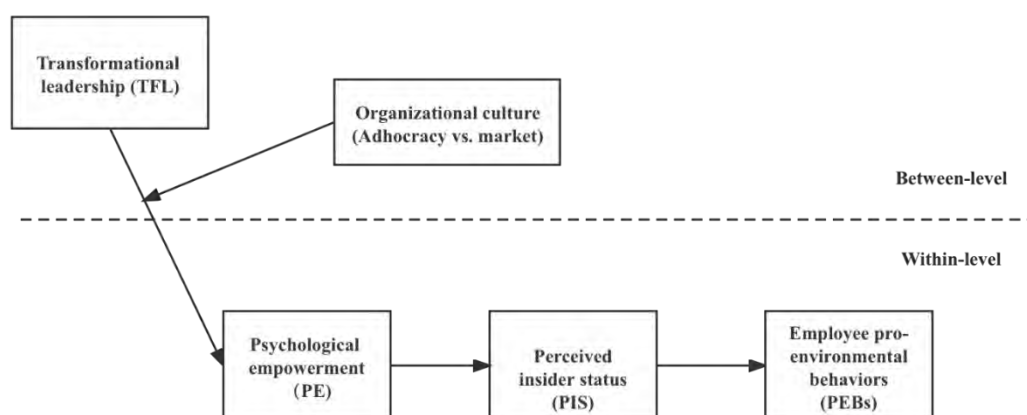 Transformational
leadership (TFL)
Organizational culture
(Adhocracy vs. market)
Between-level
Within-level
Psychological
empowerment
(PE)
Perceived
insider status
(PIS)
Employee pro-
environmental
behaviors
(PEBs)